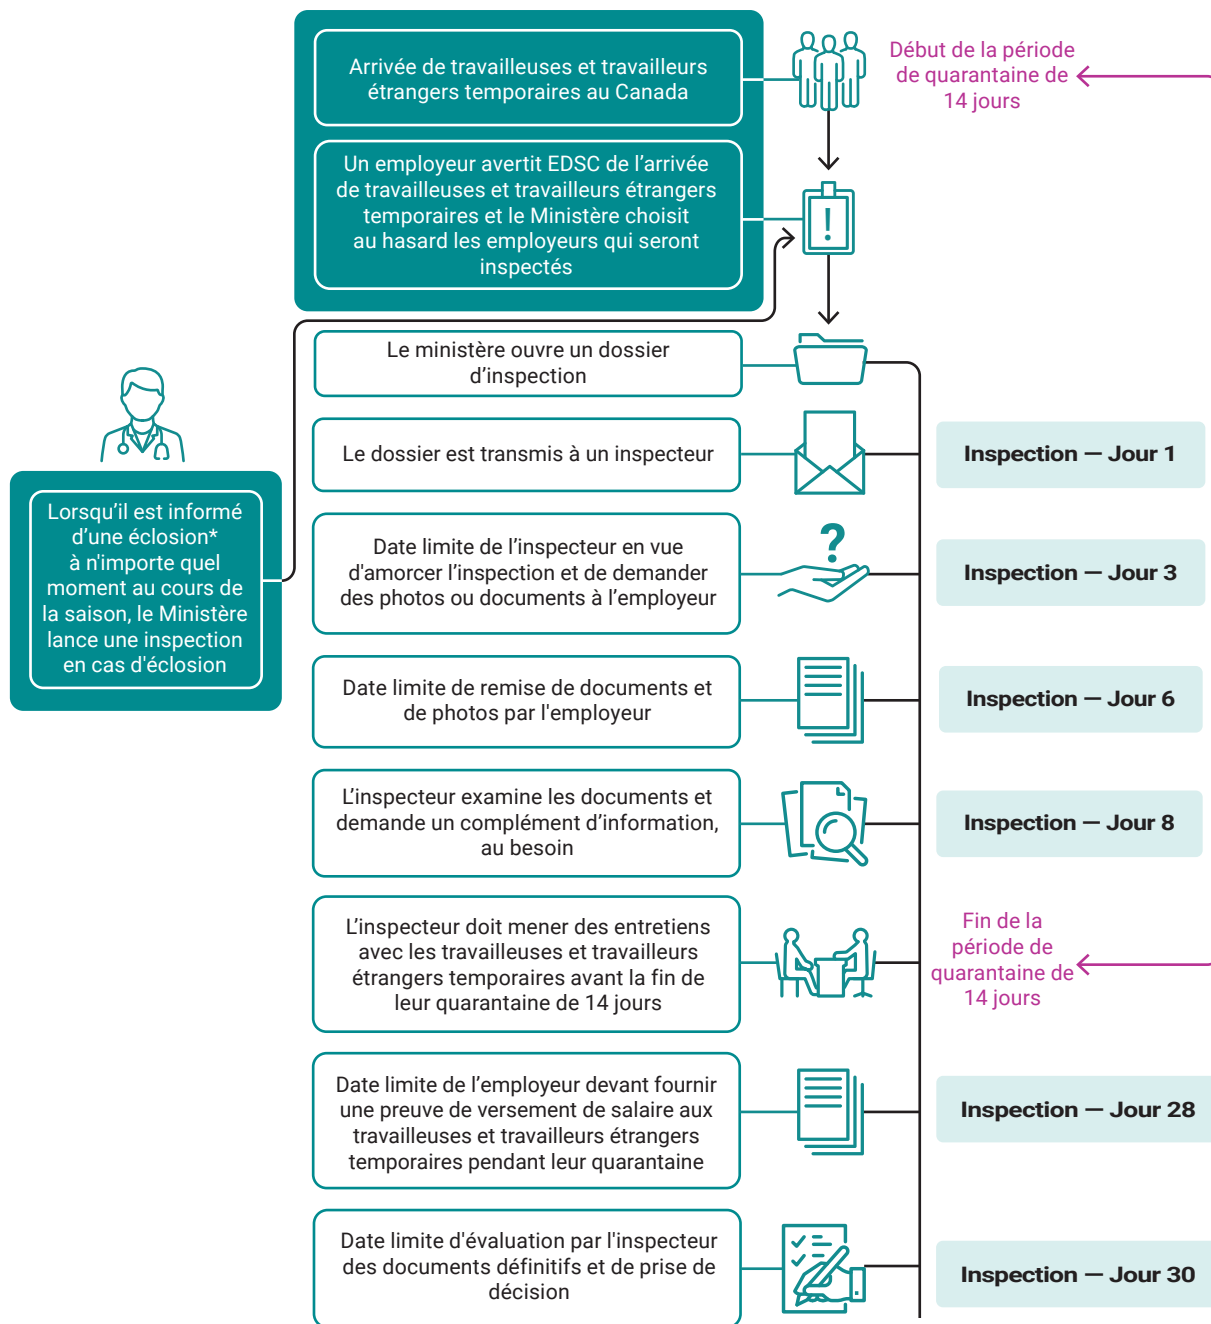 Arrivée de travailleuses et travailleurs
étrangers temporaires au Canada
Début de la période
de quarantaine de
14 jours
Un employeur avertit EDSC de l’arrivée
de travailleuses et travailleurs étrangers
temporaires et le Ministère choisit
au hasard les employeurs qui seront
inspectés
!
Le ministère ouvre un dossier
d’inspection
Lorsqu’il est informé
d’une éclosion*
à n'importe quel
moment au cours de
la saison, le Ministère
lance une inspection
en cas d'éclosion
Le dossier est transmis à un inspecteur
Inspection — Jour 1
Date limite de l’inspecteur en vue
d'amorcer l’inspection et de demander
des photos ou documents à l’employeur
?
Inspection — Jour 3
Date limite de remise de documents et
de photos par l'employeur
Inspection — Jour 6
L’inspecteur examine les documents et
demande un complément d’information,
au besoin
Inspection — Jour 8
L’inspecteur doit mener des entretiens
avec les travailleuses et travailleurs
étrangers temporaires avant la fin de
leur quarantaine de 14 jours
Fin de la
période de
quarantaine de
14 jours
Date limite de l’employeur devant fournir
une preuve de versement de salaire aux
travailleuses et travailleurs étrangers
temporaires pendant leur quarantaine
Inspection — Jour 28
Date limite d'évaluation par l'inspecteur
des documents définitifs et de prise de
décision
Inspection — Jour 30